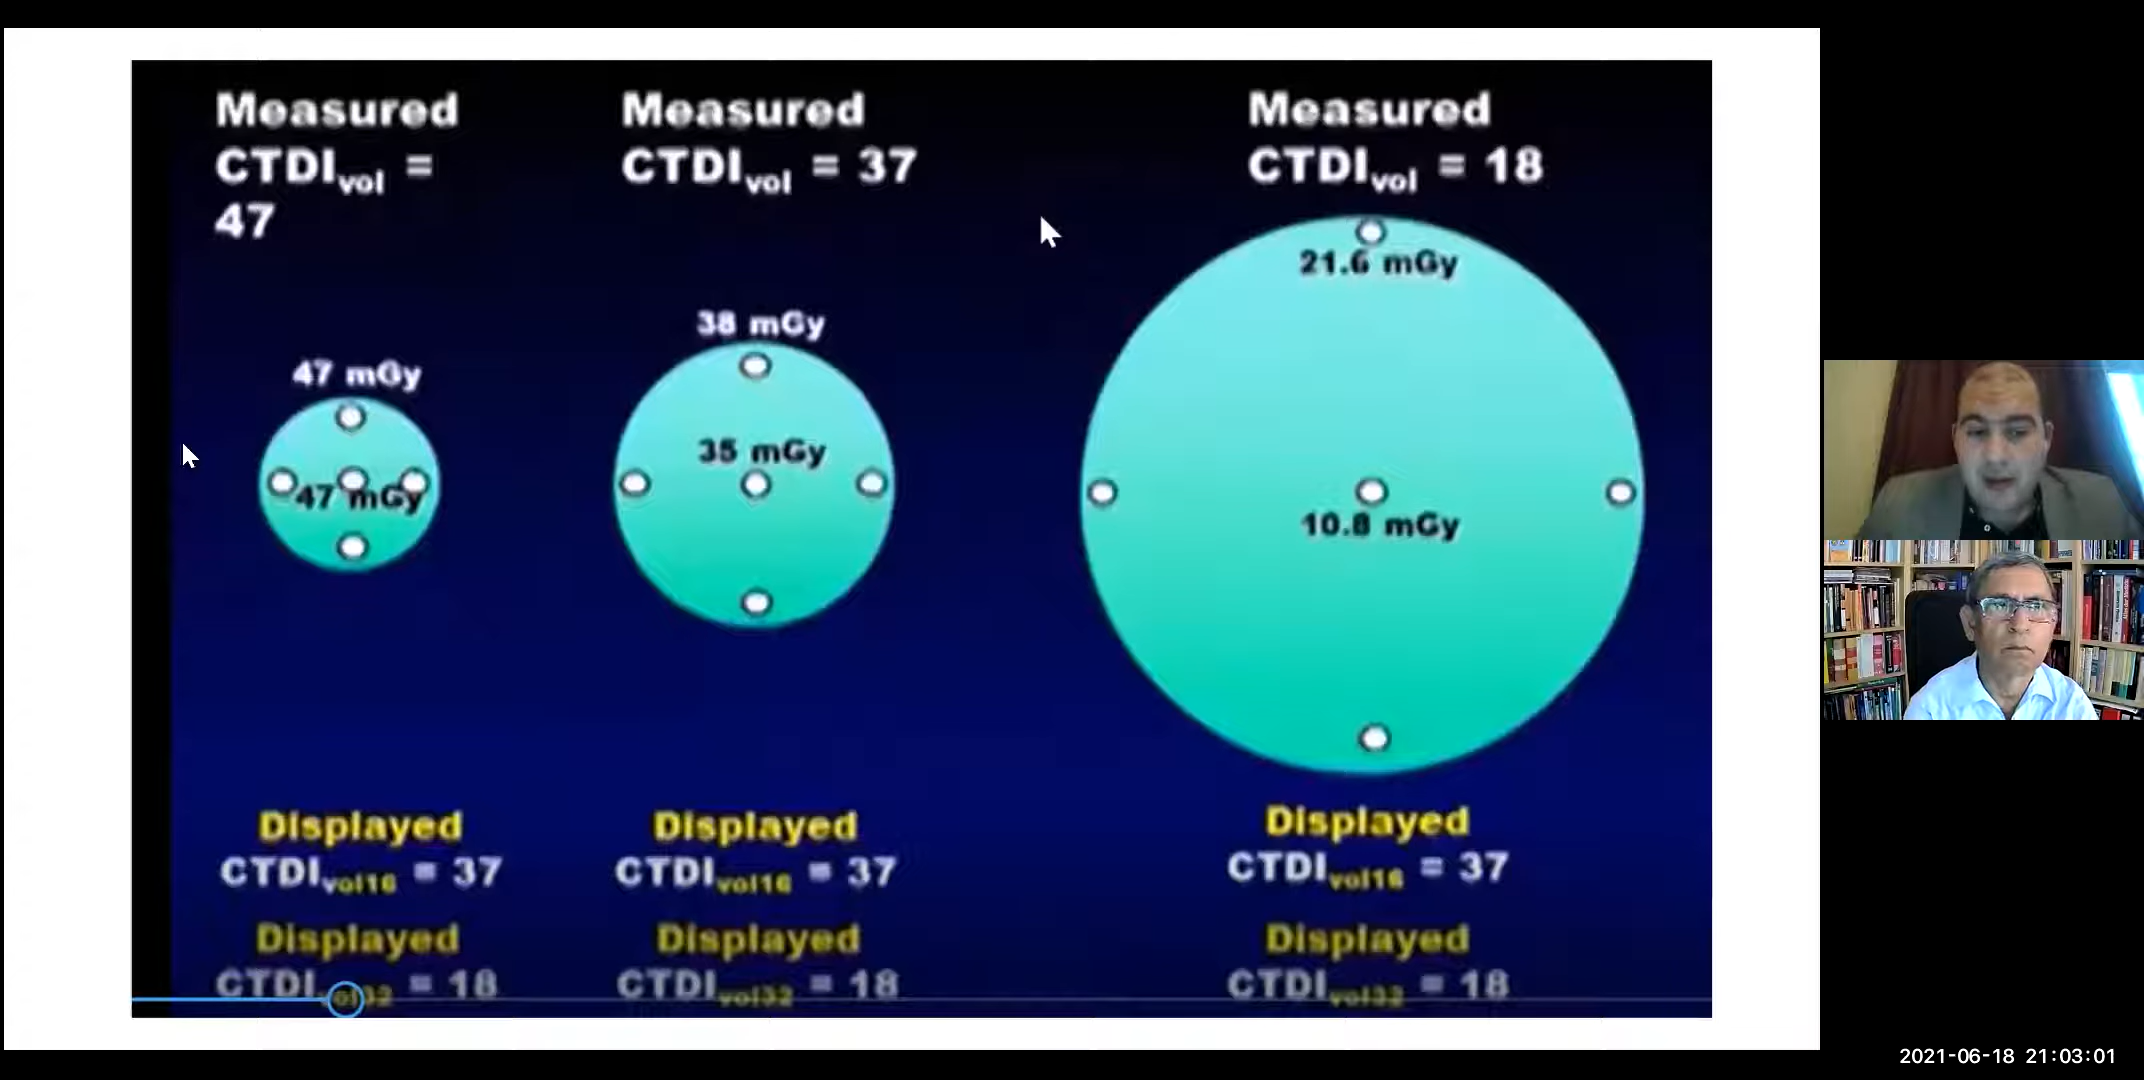 Measured
CTDIvol =
47
47 mGy
47 mGy
Displayed
CTDIvol16 = 37
Displayed
CTDIvol32 = 18
Measured
CTDIvol = 37
38 mGy
35 mGy
Displayed
CTDIvol16 = 37
Displayed
CTDIvol32 = 18
Measured
CTDIvol = 18
21.6 mGy
10.8 mGy
Displayed
CTDIvol16 = 37
Displayed
CTDIvol32 = 18
2021-06-18 21:03:01